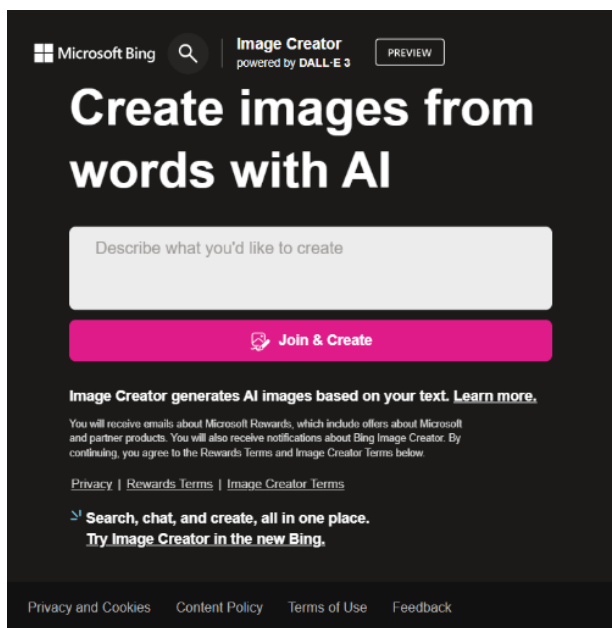 Microsoft Bing
Image Creator
powered by DALL·E 3
PREVIEW
Create images from
words with AI
Describe what you'd like to create
Join & Create
Image Creator generates AI images based on your text. Learn more.
You will receive emails about Microsoft Rewards, which include offers about Microsoft
and partner products. You will also receive notifications about Bing Image Creator. By
continuing, you agree to the Rewards Terms and Image Creator Terms below.
Privacy | Rewards Terms | Image Creator Terms
Search, chat, and create, all in one place.
Try Image Creator in the new Bing.
Privacy and Cookies Content Policy Terms of Use Feedback